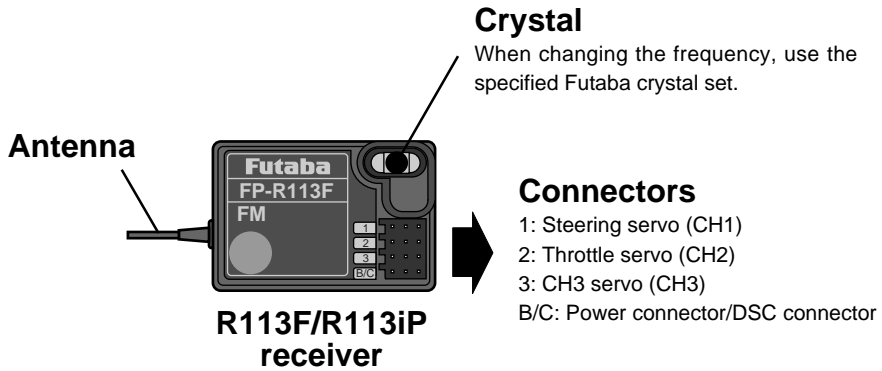 Crystal
When changing the frequency, use the
specified Futaba crystal set.
Antenna
Futaba
FP-R113F
FM
1
2
3
B/C
Connectors
1: Steering servo (CH1)
2: Throttle servo (CH2)
3: CH3 servo (CH3)
B/C: Power connector/DSC connector
R113F/R113iP
receiver